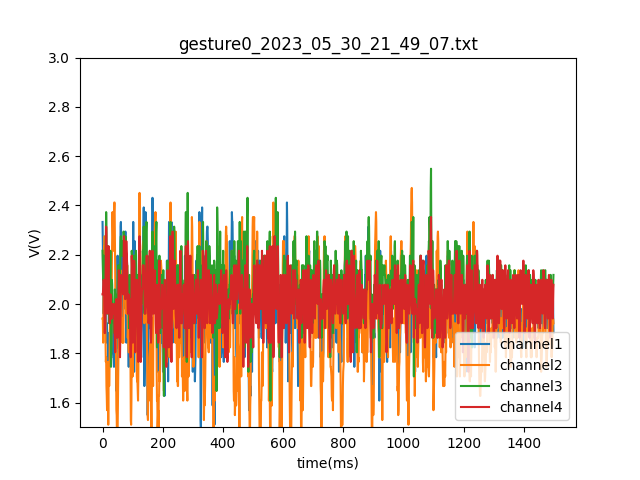 gesture0_2023_05_30_21_49_07.txt
3.0
2.8
2.6
2.4
2.2
2.0
1.8
1.6
V(V)
0 200 400 600 800 1000 1200 1400
time(ms)
channel1
channel2
channel3
channel4